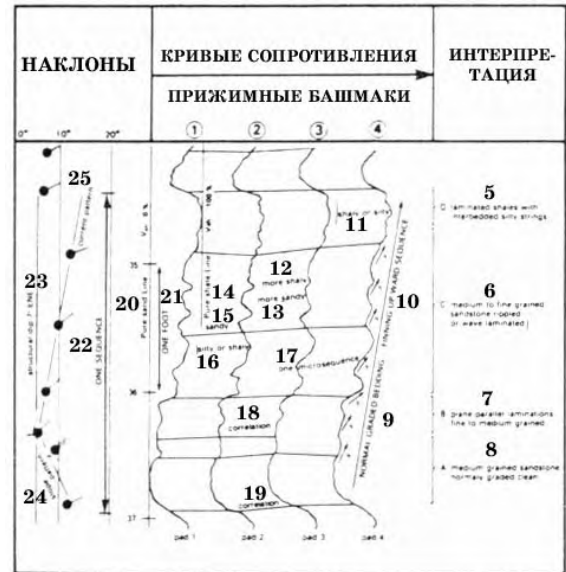 НАКЛОНЫ
КРИВЫЕ СОПРОТИВЛЕНИЯ
ПРИЖИМНЫЕ БАШМАКИ
ИНТЕРПРЕ-
ТАЦИЯ
0° 10° 20°
1 2 3 4
25
23
22
24
structural dip
ONE SEQUENCE
20
Pure sand Line
21
ONE FOOT
35
36
37
14
Pure shale Line
100 %
15
sandy
16
silty or shaly
12
more shaly
more sandy
13
11
shaly or silty
17
one microsequence
18
correlation
19
correlation
10
FINNING UPWARD SEQUENCE
9
NORMAL GRADED BEDDING
pad 1 pad 2 pad 3 pad 4
5
D laminated shales with
interbedded silty strings
6
C medium to fine grained
sandstone rippled
or wave laminated
7
B plane parallel laminations
fine to medium grained
8
A medium grained sandstone
normally graded clean